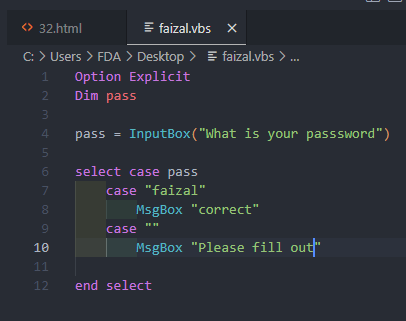 32.html faizal.vbs
C: > Users > FDA > Desktop > faizal.vbs > ...
1 Option Explicit
2 Dim pass
3
4 pass = InputBox("What is your passsword")
5
6 select case pass
7 case "faizal"
8 MsgBox "correct"
9 case ""
10 MsgBox "Please fill out"
11
12 end select